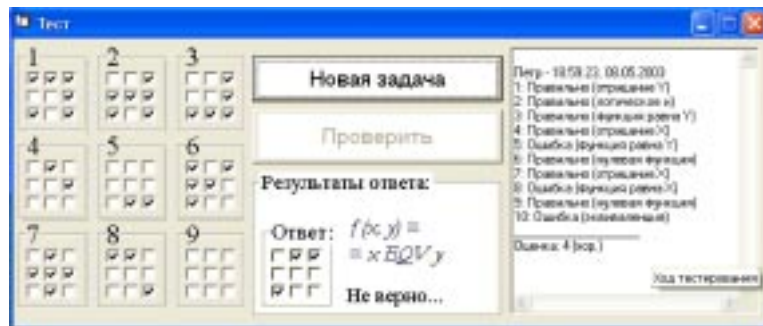 Тест
1
2
3
4
5
6
7
8
9
Новая задача
Проверить
Результаты ответа:
Ответ:
f (x, y) =
= x EQV y
Не верно...
Петр - 18:59:23, 08.05.2003
1: Правильно (отрицание Y)
2: Правильно (логическое и)
3: Правильно (функция равна Y)
4: Правильно (отрицание X)
5: Ошибка (функция равна Y)
6: Правильно (нулевая функция)
7: Правильно (отрицание X)
8: Ошибка (функция равна X)
9: Правильно (нулевая функция)
10: Ошибка (эквиваленция)
Оценка: 4 (хор.)
Ход тестирования